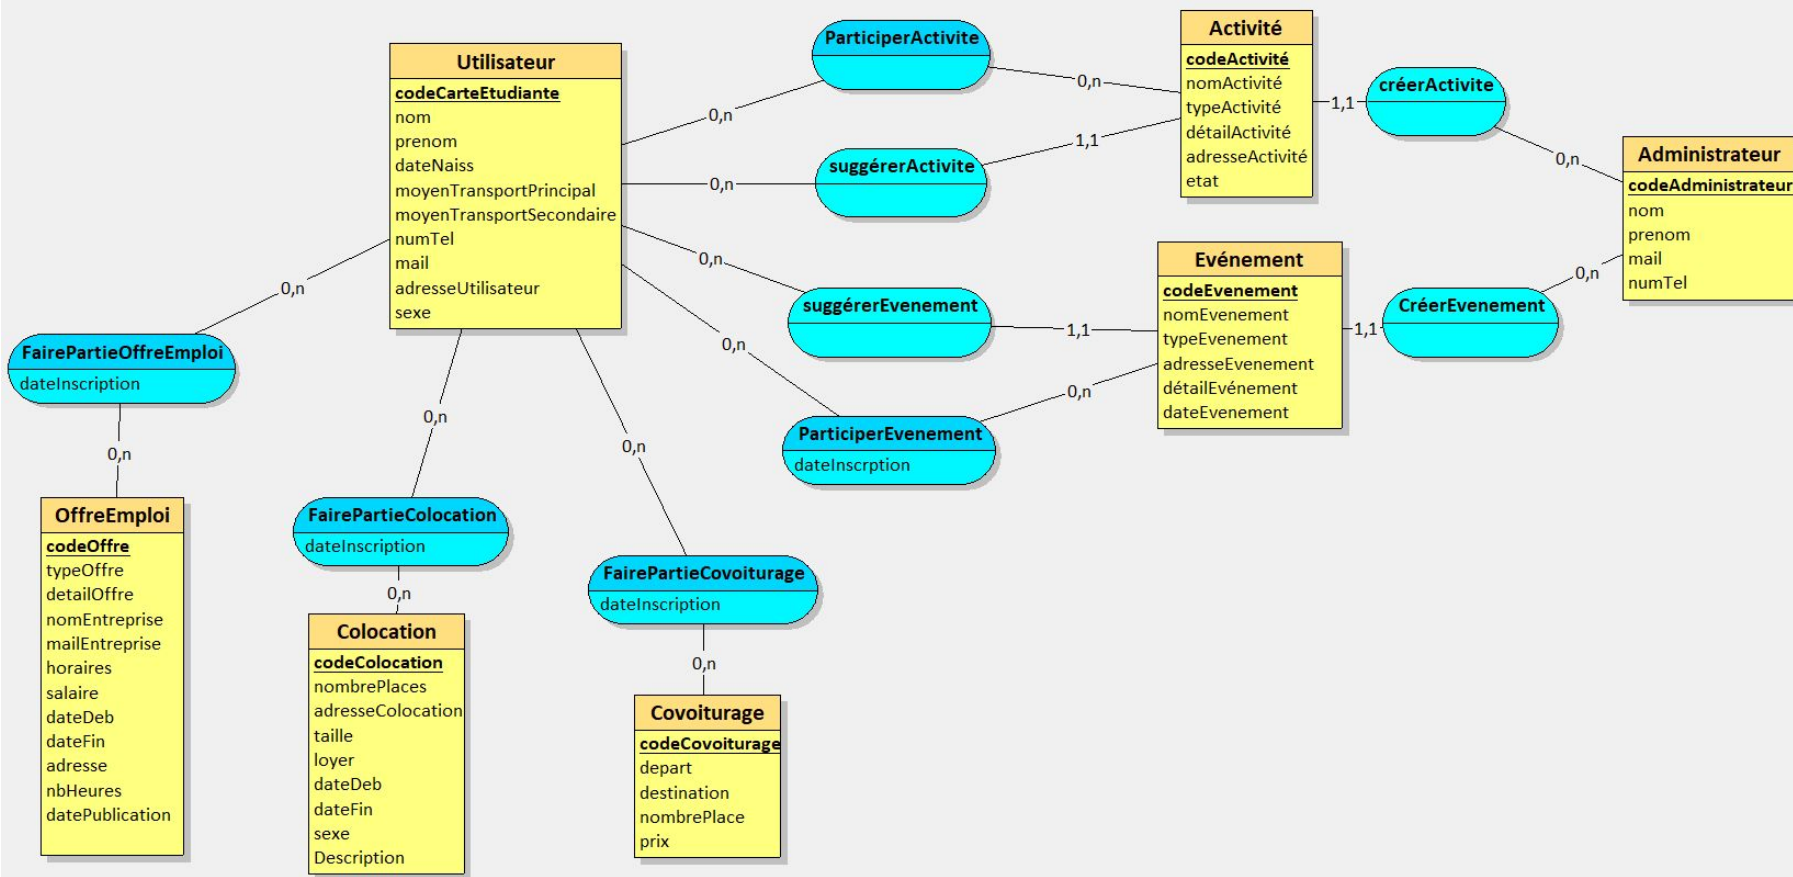 Utilisateur
codeCarteEtudiante
nom
prenom
dateNaiss
moyenTransportPrincipal
moyenTransportSecondaire
numTel
mail
adresseUtilisateur
sexe
ParticiperActivite
0,n
0,n
suggérerActivite
0,n
1,1
Activité
codeActivité
nomActivité
typeActivité
détailActivité
adresseActivité
etat
1,1
créerActivite
0,n
Administrateur
codeAdministrateur
nom
prenom
mail
numTel
0,n
suggérerEvenement
1,1
Evénement
codeEvenement
nomEvenement
typeEvenement
adresseEvenement
détailEvénement
dateEvenement
1,1
CréerEvenement
0,n
0,n
ParticiperEvenement
dateInscrption
0,n
0,n
FairePartieOffreEmploi
dateInscription
0,n
OffreEmploi
codeOffre
typeOffre
detailOffre
nomEntreprise
mailEntreprise
horaires
salaire
dateDeb
dateFin
adresse
nbHeures
datePublication
0,n
FairePartieColocation
dateInscription
0,n
Colocation
codeColocation
nombrePlaces
adresseColocation
taille
loyer
dateDeb
dateFin
sexe
Description
0,n
FairePartieCovoiturage
dateInscription
0,n
Covoiturage
codeCovoiturage
depart
destination
nombrePlace
prix